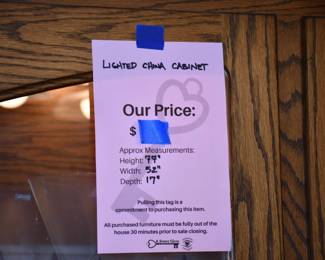 LIGHTED CHINA CABINET
Our Price:
$
Approx Measurements:
Height: 79"
Width: 52"
Depth: 17"
Pulling this tag is a
commitment to purchasing this item.
All purchased furniture must be fully out of the
house 30 minutes prior to sale closing.